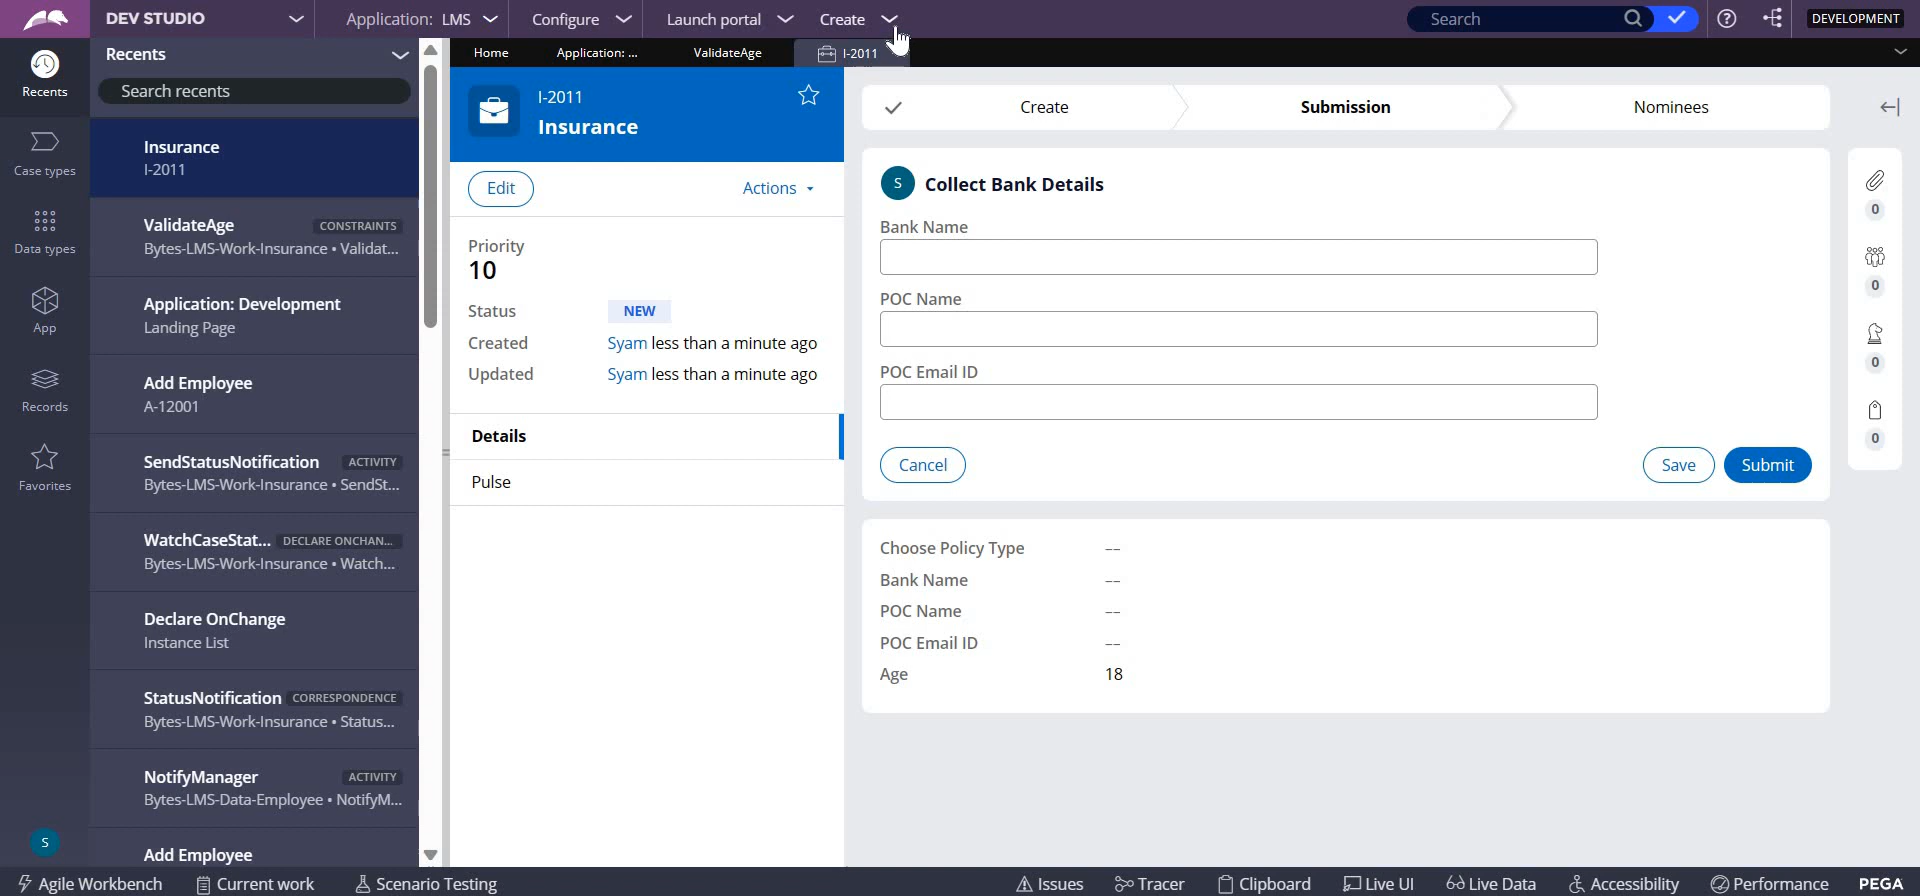 DEV STUDIO
Application: LMS
Configure
Launch portal
Create
Search
DEVELOPMENT
Recents
Recents
Search recents
Home
Application: ...
ValidateAge
I-2011
Case types
Data types
App
Records
Favorites
S
Insurance
I-2011
ValidateAge CONSTRAINTS
Bytes-LMS-Work-Insurance • Validat...
Application: Development
Landing Page
Add Employee
A-12001
SendStatusNotification ACTIVITY
Bytes-LMS-Work-Insurance • SendSt...
WatchCaseStat... DECLARE ONCHAN...
Bytes-LMS-Work-Insurance • Watch...
Declare OnChange
Instance List
StatusNotification CORRESPONDENCE
Bytes-LMS-Work-Insurance • Status...
NotifyManager ACTIVITY
Bytes-LMS-Data-Employee • NotifyM...
Add Employee
I-2011
Insurance
Edit
Actions
Priority
10
Status NEW
Created Syam less than a minute ago
Updated Syam less than a minute ago
Details
Pulse
Create
Submission
Nominees
S Collect Bank Details
Bank Name
POC Name
POC Email ID
Cancel
Save
Submit
Choose Policy Type --
Bank Name --
POC Name --
POC Email ID --
Age 18
0
0
0
0
Agile Workbench
Current work
Scenario Testing
Issues
Tracer
Clipboard
Live UI
Live Data
Accessibility
Performance
PEGA